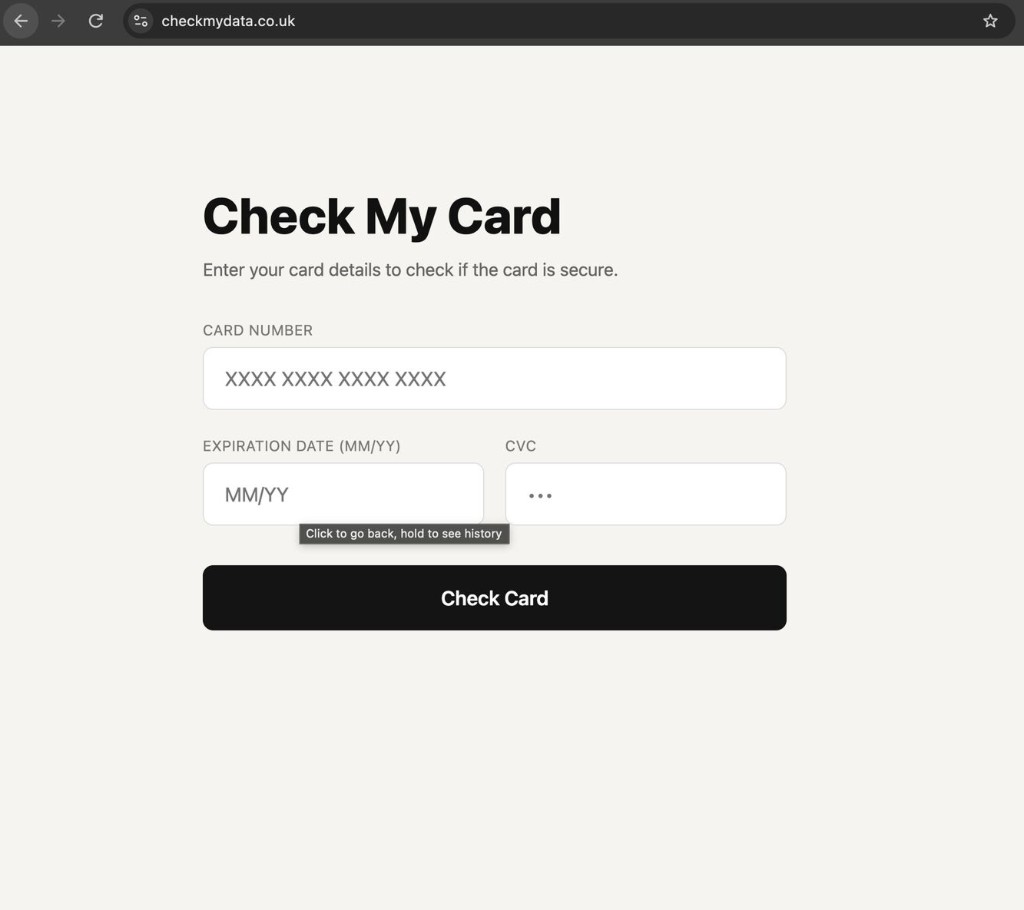 checkmydata.co.uk
Check My Card
Enter your card details to check if the card is secure.
CARD NUMBER
XXXX XXXX XXXX XXXX
EXPIRATION DATE (MM/YY) CVC
MM/YY •••
Click to go back, hold to see history
Check Card